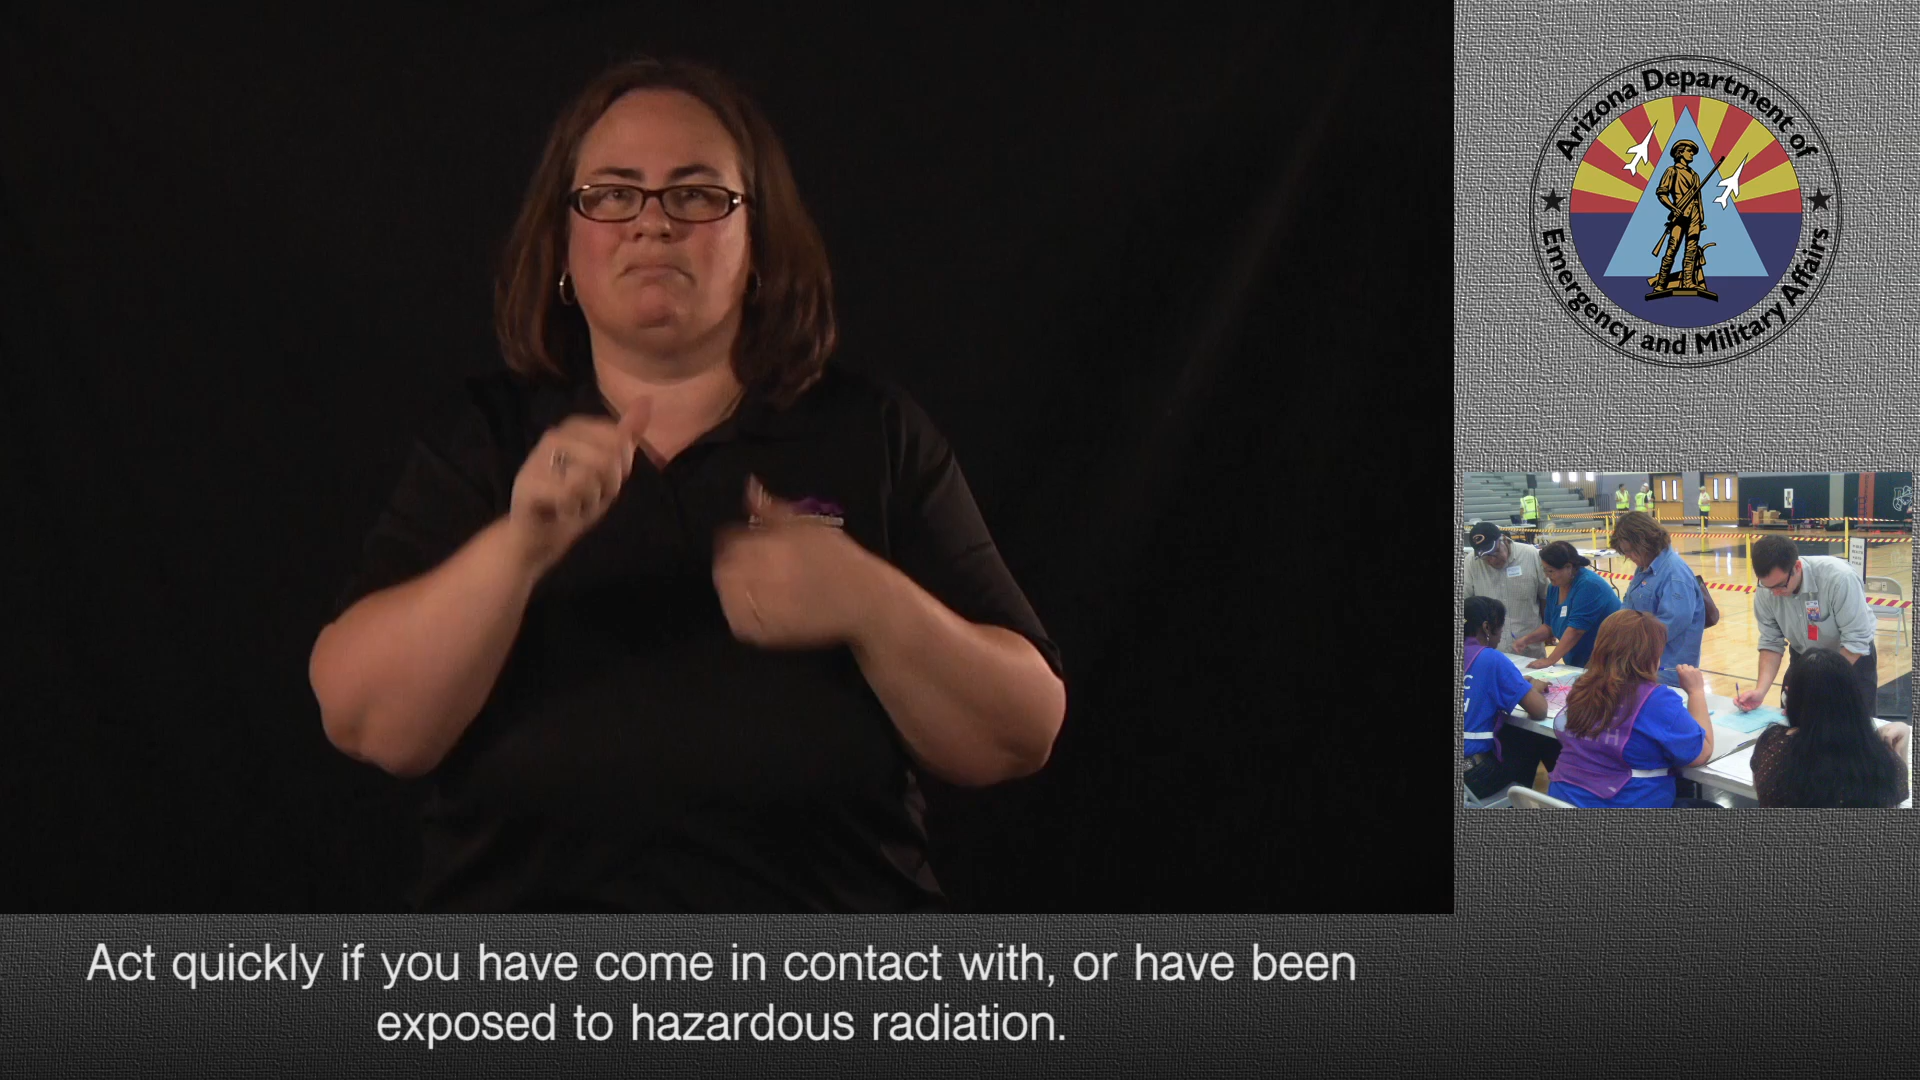 Arizona Department of
Emergency and Military Affairs
Act quickly if you have come in contact with, or have been
exposed to hazardous radiation.